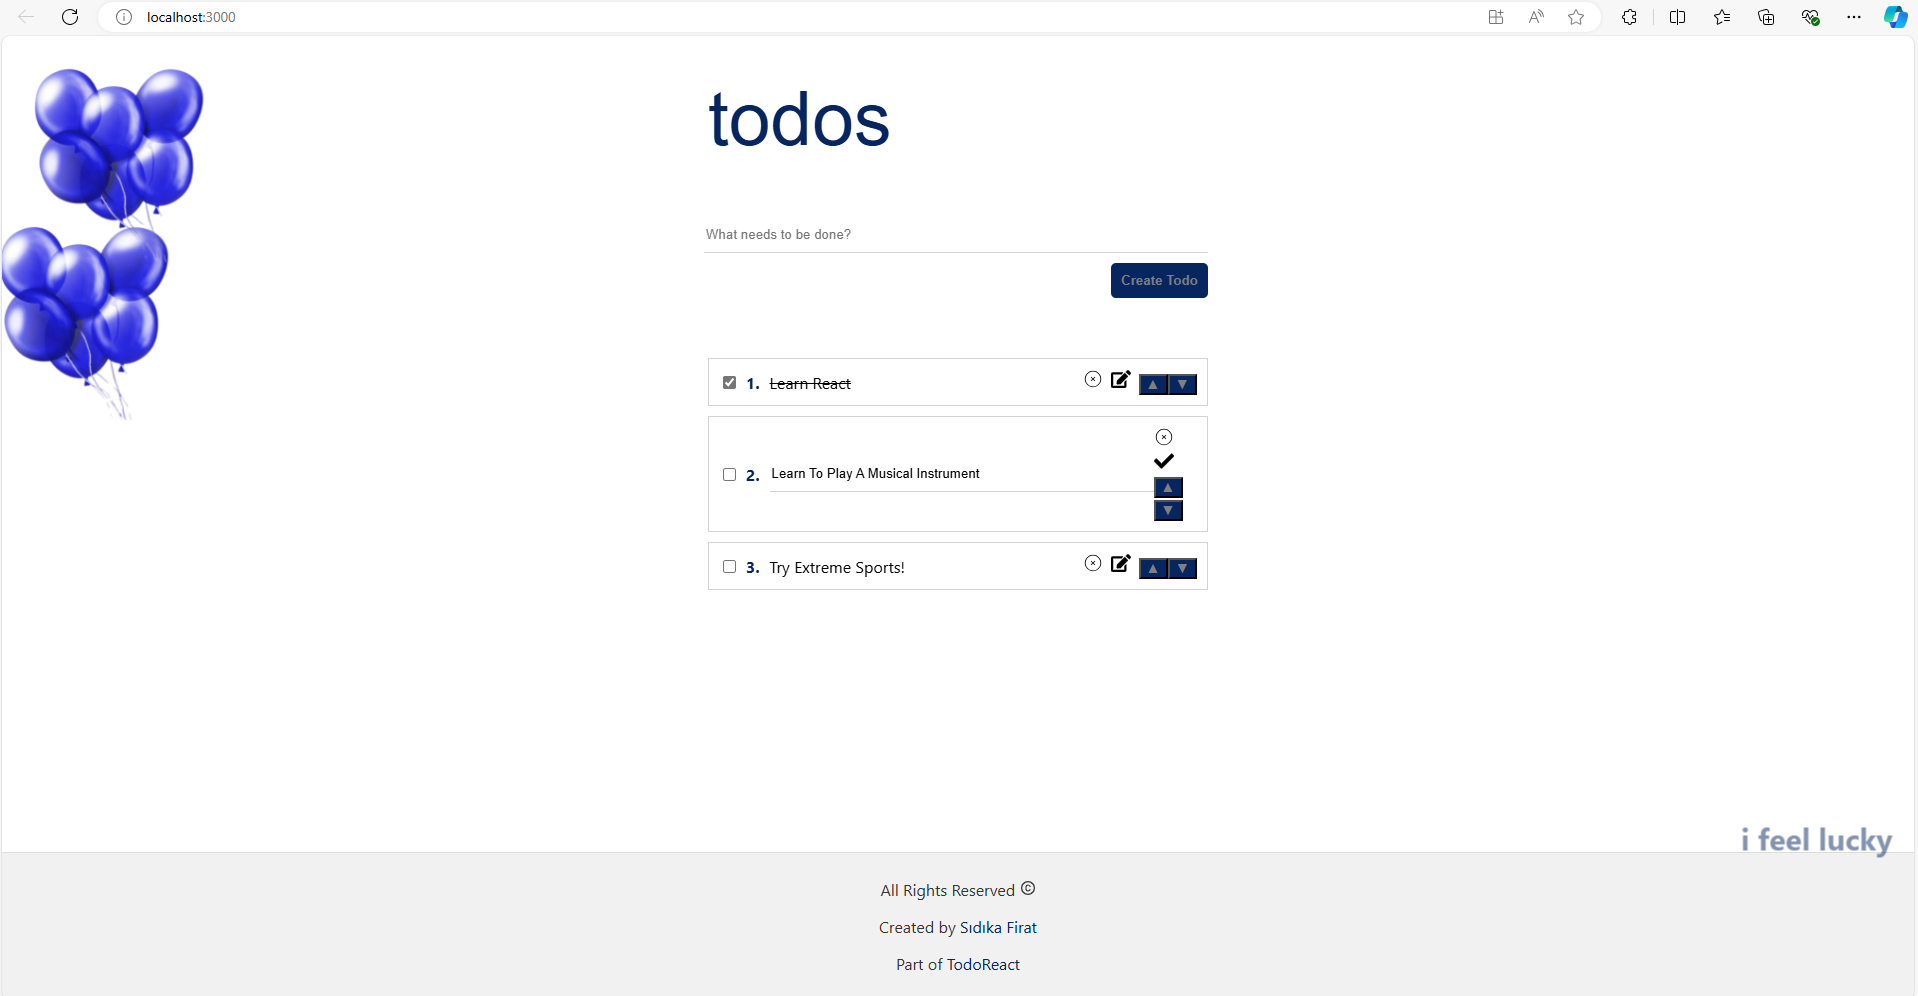 localhost:3000
todos
What needs to be done?
Create Todo
1. Learn React ▲ ▼
2. Learn To Play A Musical Instrument
▲
▼
3. Try Extreme Sports! ▲ ▼
i feel lucky
All Rights Reserved ©
Created by Sıdıka Firat
Part of TodoReact